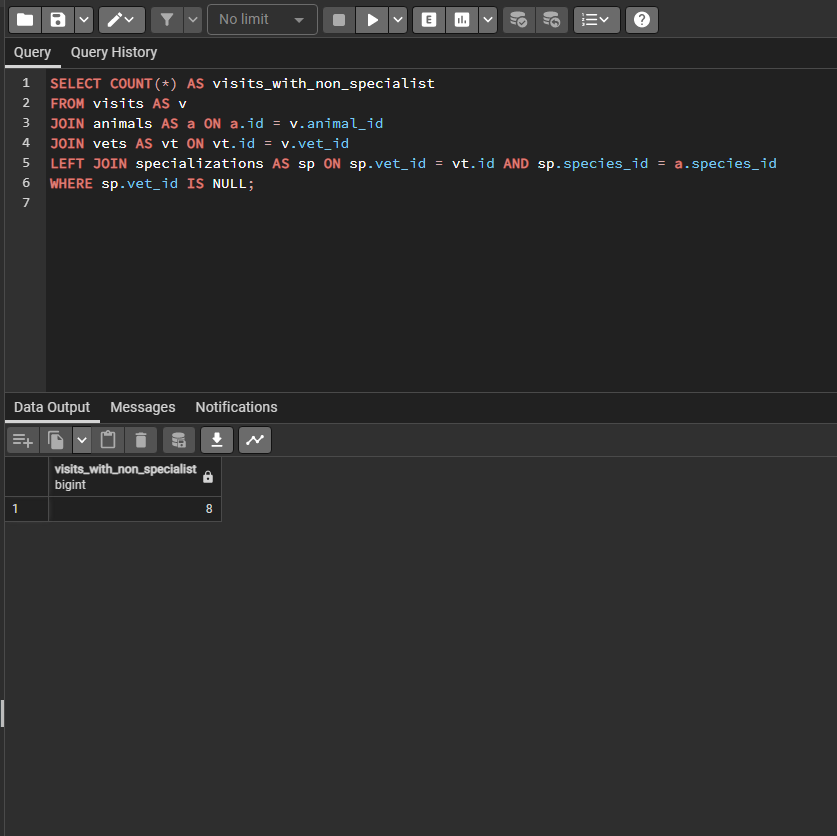 No limit
E
Query Query History
1 SELECT COUNT(*) AS visits_with_non_specialist
2 FROM visits AS v
3 JOIN animals AS a ON a.id = v.animal_id
4 JOIN vets AS vt ON vt.id = v.vet_id
5 LEFT JOIN specializations AS sp ON sp.vet_id = vt.id AND sp.species_id = a.species_id
6 WHERE sp.vet_id IS NULL;
7
Data Output Messages Notifications
visits_with_non_specialist
bigint
1 8